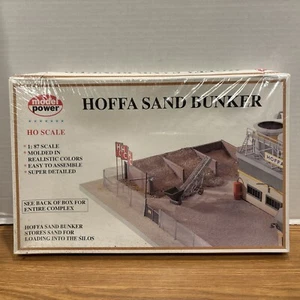 model
power
HOFFA SAND BUNKER
HO SCALE
• 1: 87 SCALE
• MOLDED IN
REALISTIC COLORS
• EASY TO ASSEMBLE
• SUPER DETAILED
SEE BACK OF BOX FOR
ENTIRE COMPLEX
HOFFA SAND BUNKER
STORES SAND FOR
LOADING INTO THE SILOS